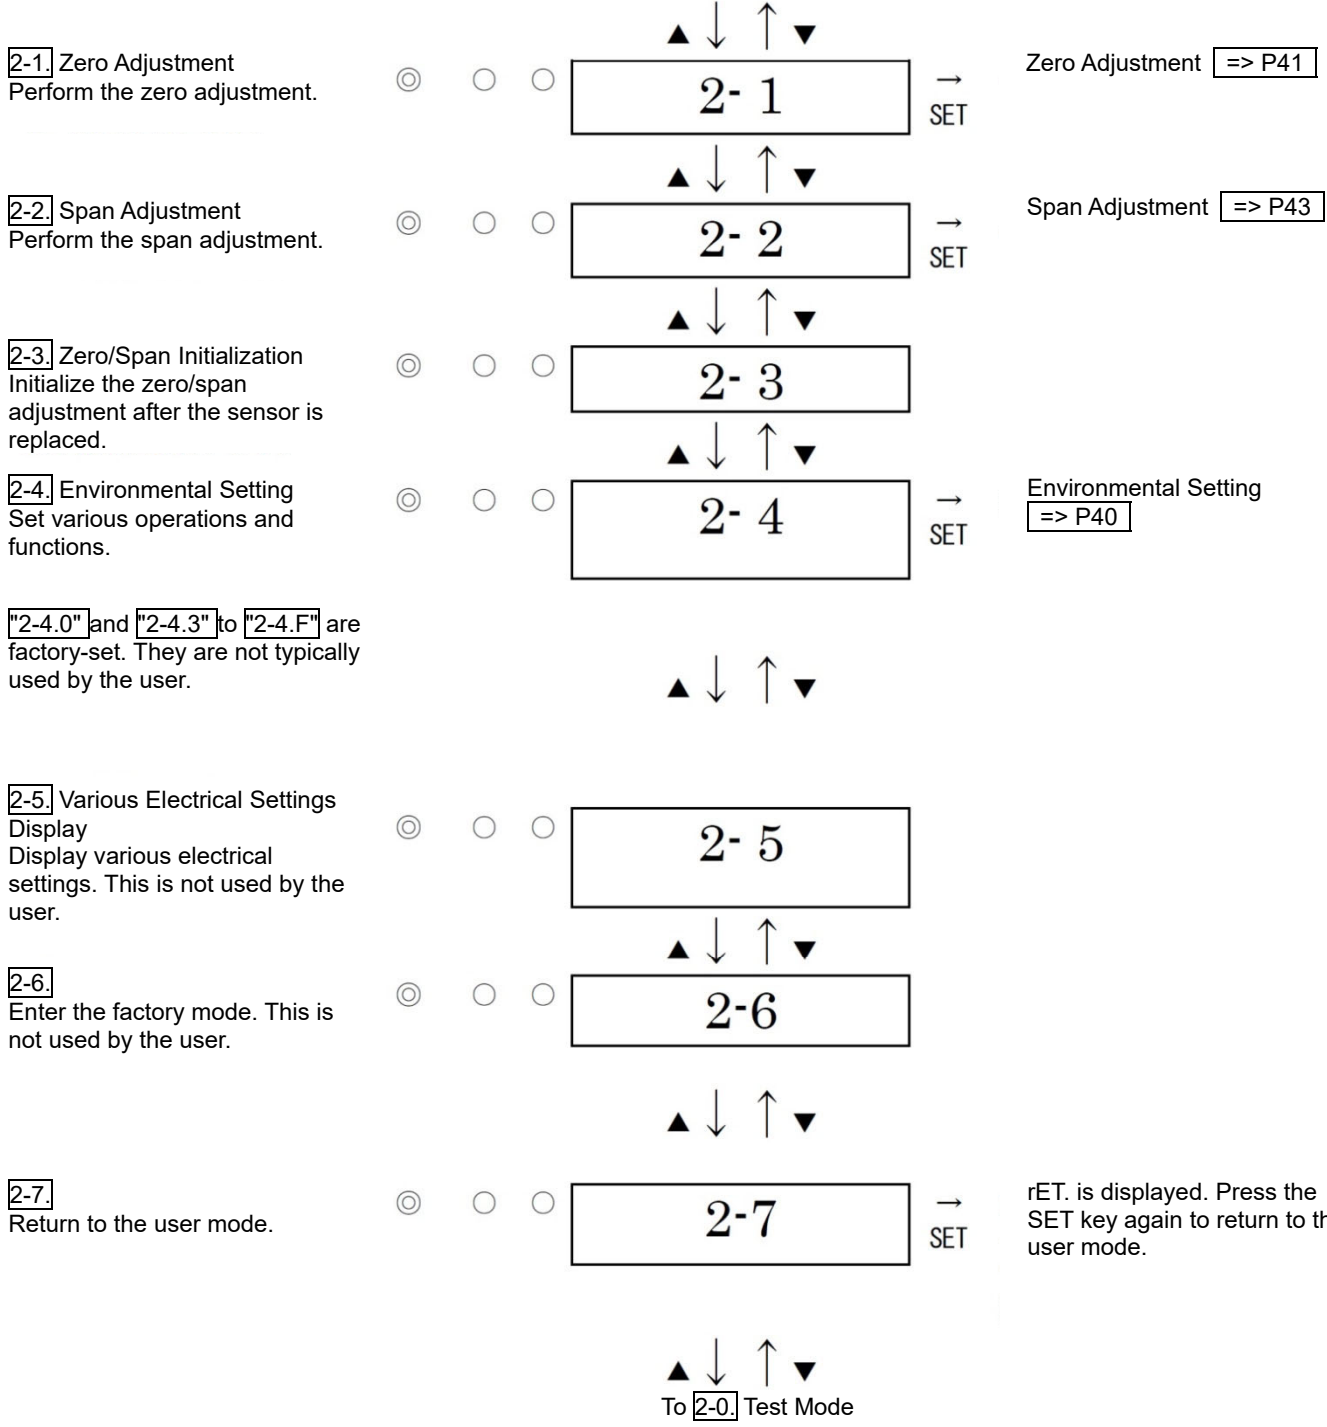 ▲ ↓ ↑ ▼
2-1. Zero Adjustment
Perform the zero adjustment.
◎ ○ ○
2- 1
→
SET
Zero Adjustment => P41
▲ ↓ ↑ ▼
2-2. Span Adjustment
Perform the span adjustment.
◎ ○ ○
2- 2
→
SET
Span Adjustment => P43
▲ ↓ ↑ ▼
2-3. Zero/Span Initialization
Initialize the zero/span
adjustment after the sensor is
replaced.
◎ ○ ○
2- 3
▲ ↓ ↑ ▼
2-4. Environmental Setting
Set various operations and
functions.
◎ ○ ○
2- 4
→
SET
Environmental Setting
=> P40
"2-4.0" and "2-4.3" to "2-4.F" are
factory-set. They are not typically
used by the user.
▲ ↓ ↑ ▼
2-5. Various Electrical Settings
Display
Display various electrical
settings. This is not used by the
user.
◎ ○ ○
2- 5
▲ ↓ ↑ ▼
2-6.
Enter the factory mode. This is
not used by the user.
◎ ○ ○
2-6
▲ ↓ ↑ ▼
2-7.
Return to the user mode.
◎ ○ ○
2-7
→
SET
rET. is displayed. Press the
SET key again to return to th
user mode.
▲ ↓ ↑ ▼
To 2-0. Test Mode